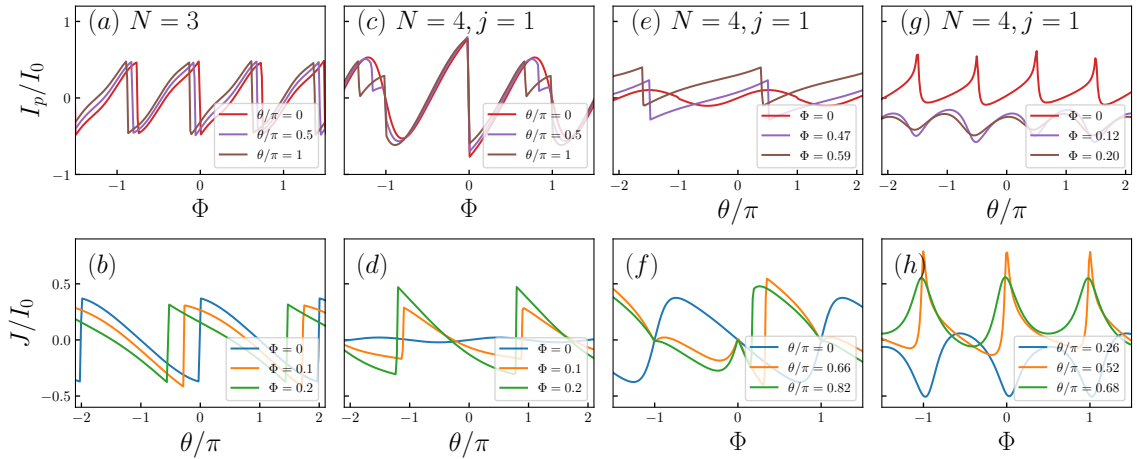 (a) N = 3
1
0
−1
I_p/I_0
−1
0
1
Φ
θ/π = 0
θ/π = 0.5
θ/π = 1
(c) N = 4, j = 1
−1
0
1
Φ
θ/π = 0
θ/π = 0.5
θ/π = 1
(e) N = 4, j = 1
−2
−1
0
1
2
θ/π
Φ = 0
Φ = 0.47
Φ = 0.59
(g) N = 4, j = 1
−2
−1
0
1
2
θ/π
Φ = 0
Φ = 0.12
Φ = 0.20
(b)
0.5
0.0
−0.5
J/I_0
−2
−1
0
1
2
θ/π
Φ = 0
Φ = 0.1
Φ = 0.2
(d)
−2
−1
0
1
2
θ/π
Φ = 0
Φ = 0.1
Φ = 0.2
(f)
−1
0
1
Φ
θ/π = 0
θ/π = 0.66
θ/π = 0.82
(h)
−1
0
1
Φ
θ/π = 0.26
θ/π = 0.52
θ/π = 0.68